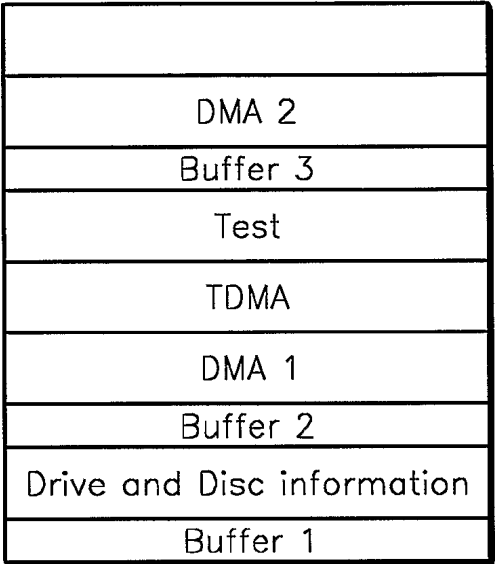 DMA 2
Buffer 3
Test
TDMA
DMA 1
Buffer 2
Drive and Disc information
Buffer 1